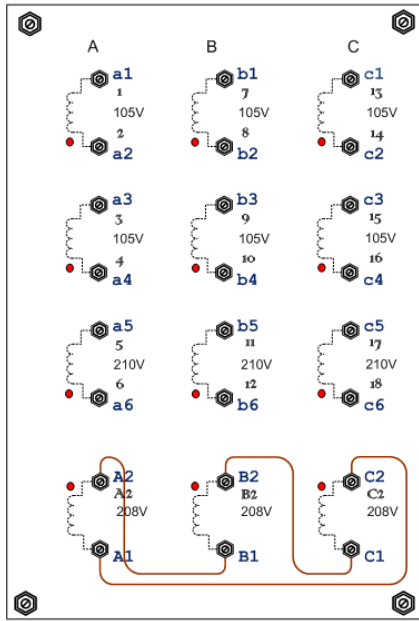 A B C
a1 b1 c1
1 7 13
105V 105V 105V
2 8 14
a2 b2 c2
a3 b3 c3
3 9 15
105V 105V 105V
4 10 16
a4 b4 c4
a5 b5 c5
5 11 17
210V 210V 210V
6 12 18
a6 b6 c6
A2 B2 C2
A2 B2 C2
208V 208V 208V
A1 B1 C1